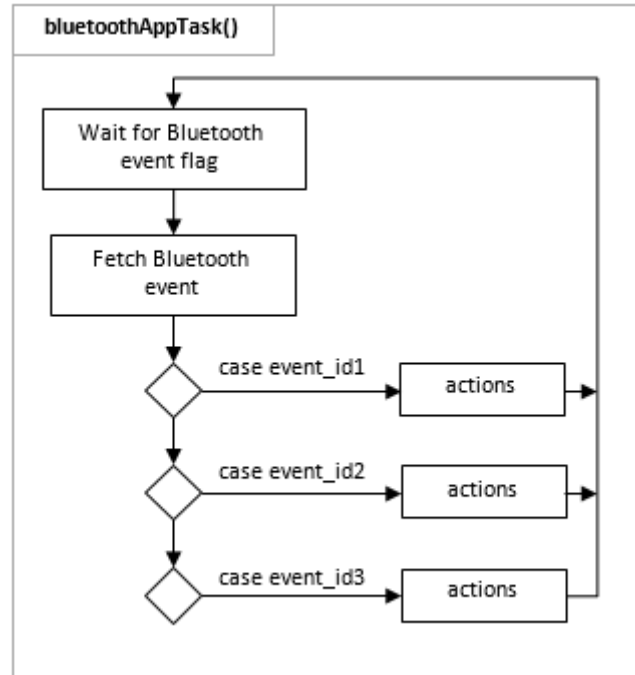 bluetoothAppTask()
Wait for Bluetooth
event flag
Fetch Bluetooth
event
case event_id1
actions
case event_id2
actions
case event_id3
actions